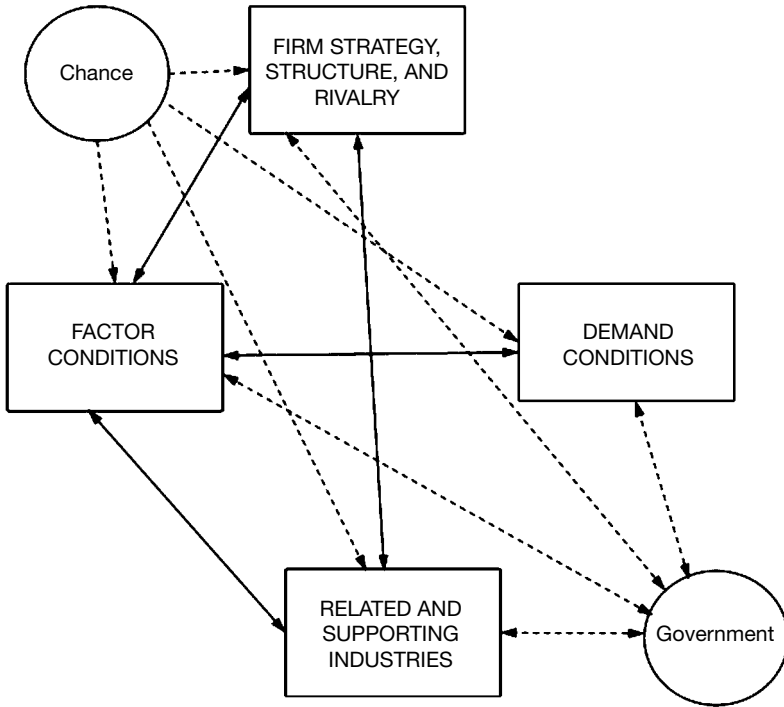 Chance
FIRM STRATEGY,
STRUCTURE, AND
RIVALRY
FACTOR
CONDITIONS
DEMAND
CONDITIONS
RELATED AND
SUPPORTING
INDUSTRIES
Government